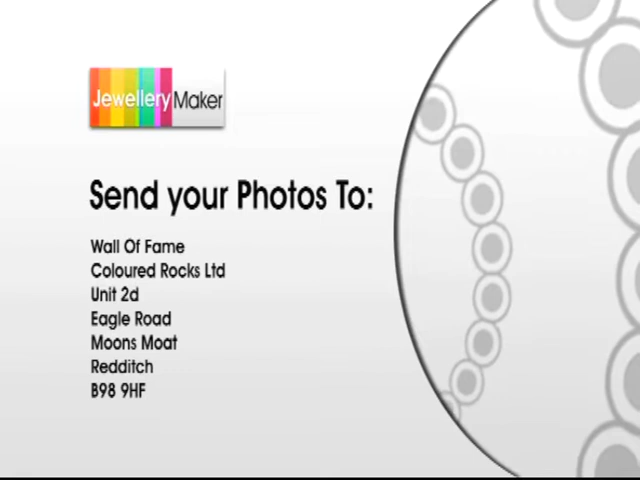 JewelleryMaker
Send your Photos To:
Wall Of Fame
Coloured Rocks Ltd
Unit 2d
Eagle Road
Moons Moat
Redditch
B98 9HF